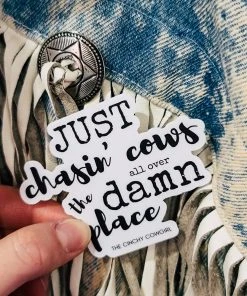 JUST
chasin' cows
all over
the damn
place
THE CINCHY COWGIRL